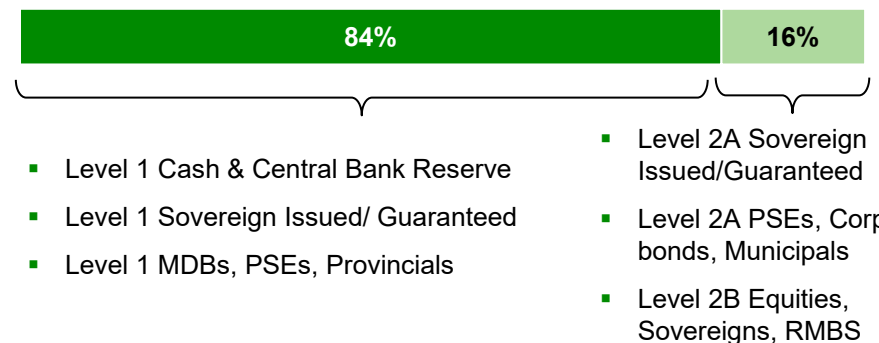 84%
16%
▪ Level 1 Cash & Central Bank Reserve
▪ Level 1 Sovereign Issued/ Guaranteed
▪ Level 1 MDBs, PSEs, Provincials
▪ Level 2A Sovereign
Issued/Guaranteed
▪ Level 2A PSEs, Corp
bonds, Municipals
▪ Level 2B Equities,
Sovereigns, RMBS